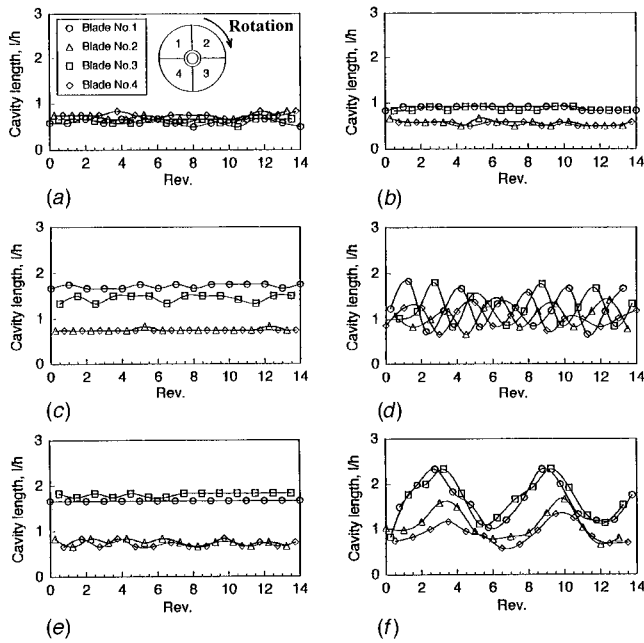 (a)
Cavity length, l/h
3
2
1
0
0 2 4 6 8 10 12 14
Rev.
Blade No.1
Blade No.2
Blade No.3
Blade No.4
Rotation
1 2
4 3
(b)
Cavity length, l/h
3
2
1
0
0 2 4 6 8 10 12 14
Rev.
(c)
Cavity length, l/h
3
2
1
0
0 2 4 6 8 10 12 14
Rev.
(d)
Cavity length, l/h
3
2
1
0
0 2 4 6 8 10 12 14
Rev.
(e)
Cavity length, l/h
3
2
1
0
0 2 4 6 8 10 12 14
Rev.
(f)
Cavity length, l/h
3
2
1
0
0 2 4 6 8 10 12 14
Rev.